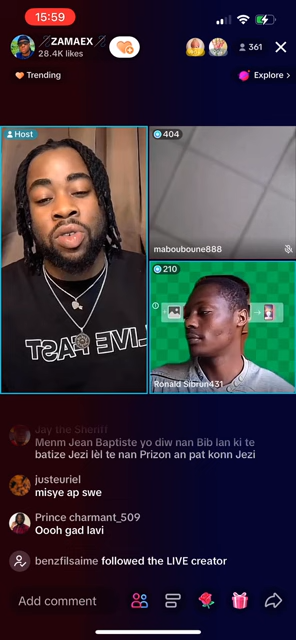 15:59
ZAMAEX
28.4K likes
361
Trending
Explore >
Host
404
mabouboune888
210
LIVE FAST
Ronald Sibrun431
Jay the Sheriff
Menm Jean Baptiste yo diw nan Bib lan ki te
batize Jezi lèl te nan Prizon an pat konn Jezi
justeuriel
misye ap swe
Prince charmant_509
Oooh gad lavi
benzfilsaime followed the LIVE creator
Add comment